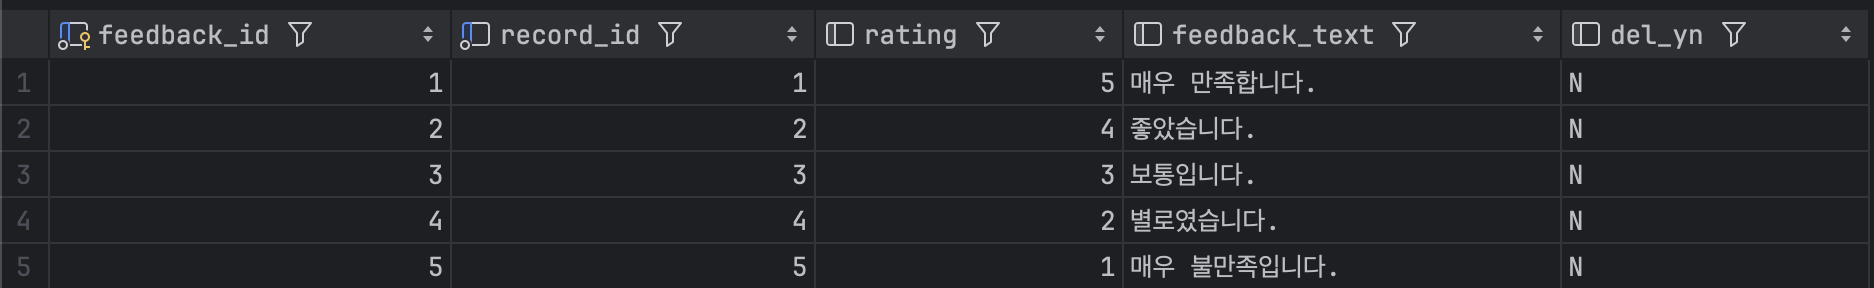 feedback_id record_id rating feedback_text del_yn
1 1 1 5 매우 만족합니다. N
2 2 2 4 좋았습니다. N
3 3 3 3 보통입니다. N
4 4 4 2 별로였습니다. N
5 5 5 1 매우 불만족입니다. N